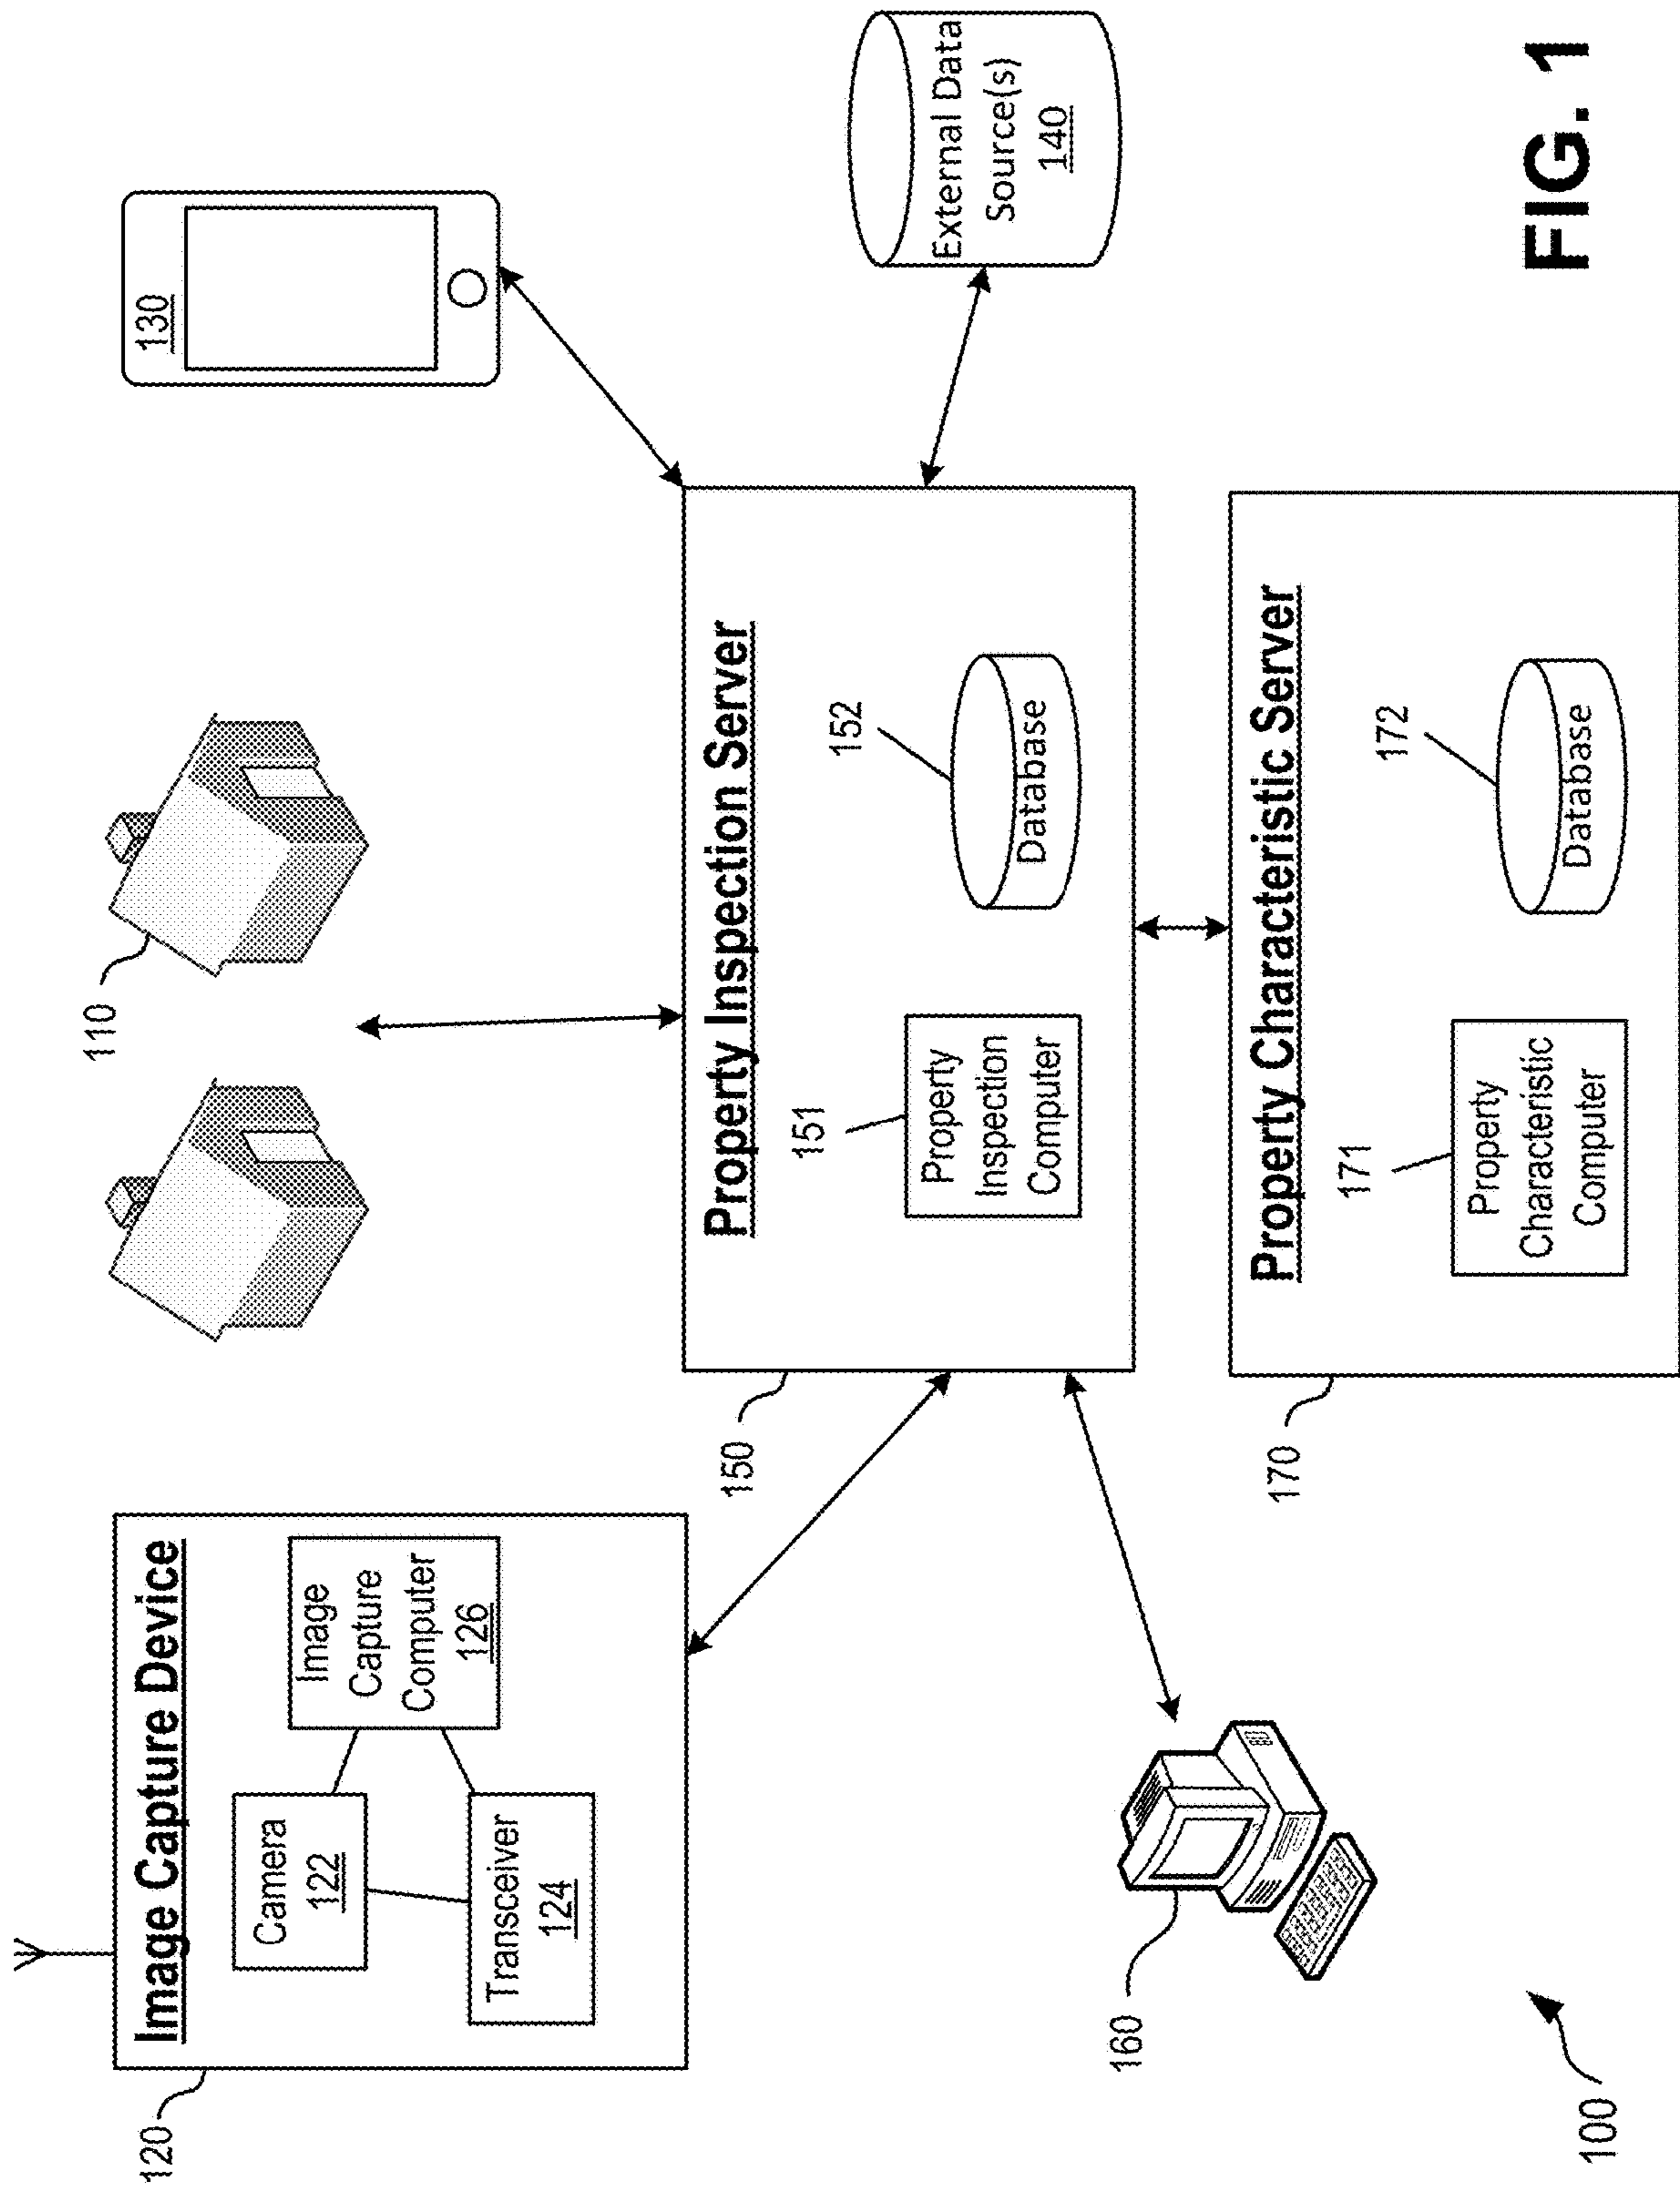 Image Capture Device
120
Camera
122
Transceiver
124
Image
Capture
Computer
126
110
130
Property Inspection Server
150
151
Property
Inspection
Computer
152
Database
External Data
Source(s)
140
160
Property Characteristic Server
170
171
Property
Characteristic
Computer
172
Database
100
FIG. 1